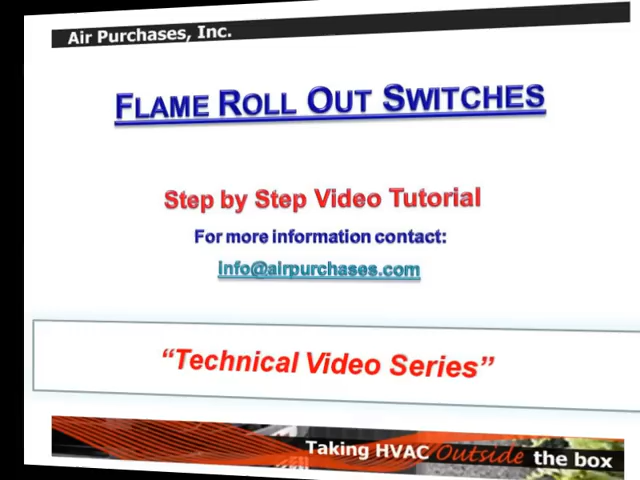 Air Purchases, Inc.
FLAME ROLL OUT SWITCHES
Step by Step Video Tutorial
For more information contact:
Info@airpurchases.com
“Technical Video Series”
Taking HVAC Outside the box